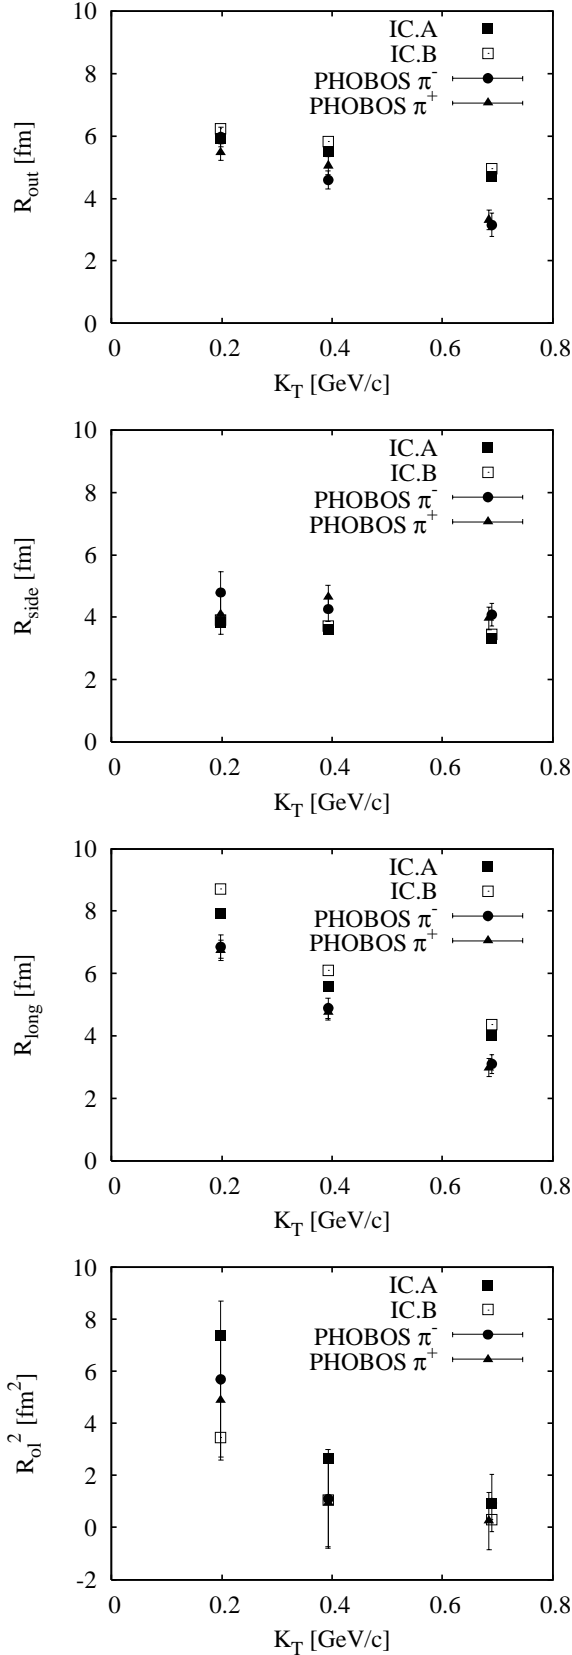 10
8
6
4
2
0
R_out [fm]
IC.A
IC.B
PHOBOS π⁻
PHOBOS π⁺
0 0.2 0.4 0.6 0.8
K_T [GeV/c]
10
8
6
4
2
0
R_side [fm]
IC.A
IC.B
PHOBOS π⁻
PHOBOS π⁺
0 0.2 0.4 0.6 0.8
K_T [GeV/c]
10
8
6
4
2
0
R_long [fm]
IC.A
IC.B
PHOBOS π⁻
PHOBOS π⁺
0 0.2 0.4 0.6 0.8
K_T [GeV/c]
10
8
6
4
2
0
-2
R_ol² [fm²]
IC.A
IC.B
PHOBOS π⁻
PHOBOS π⁺
0 0.2 0.4 0.6 0.8
K_T [GeV/c]